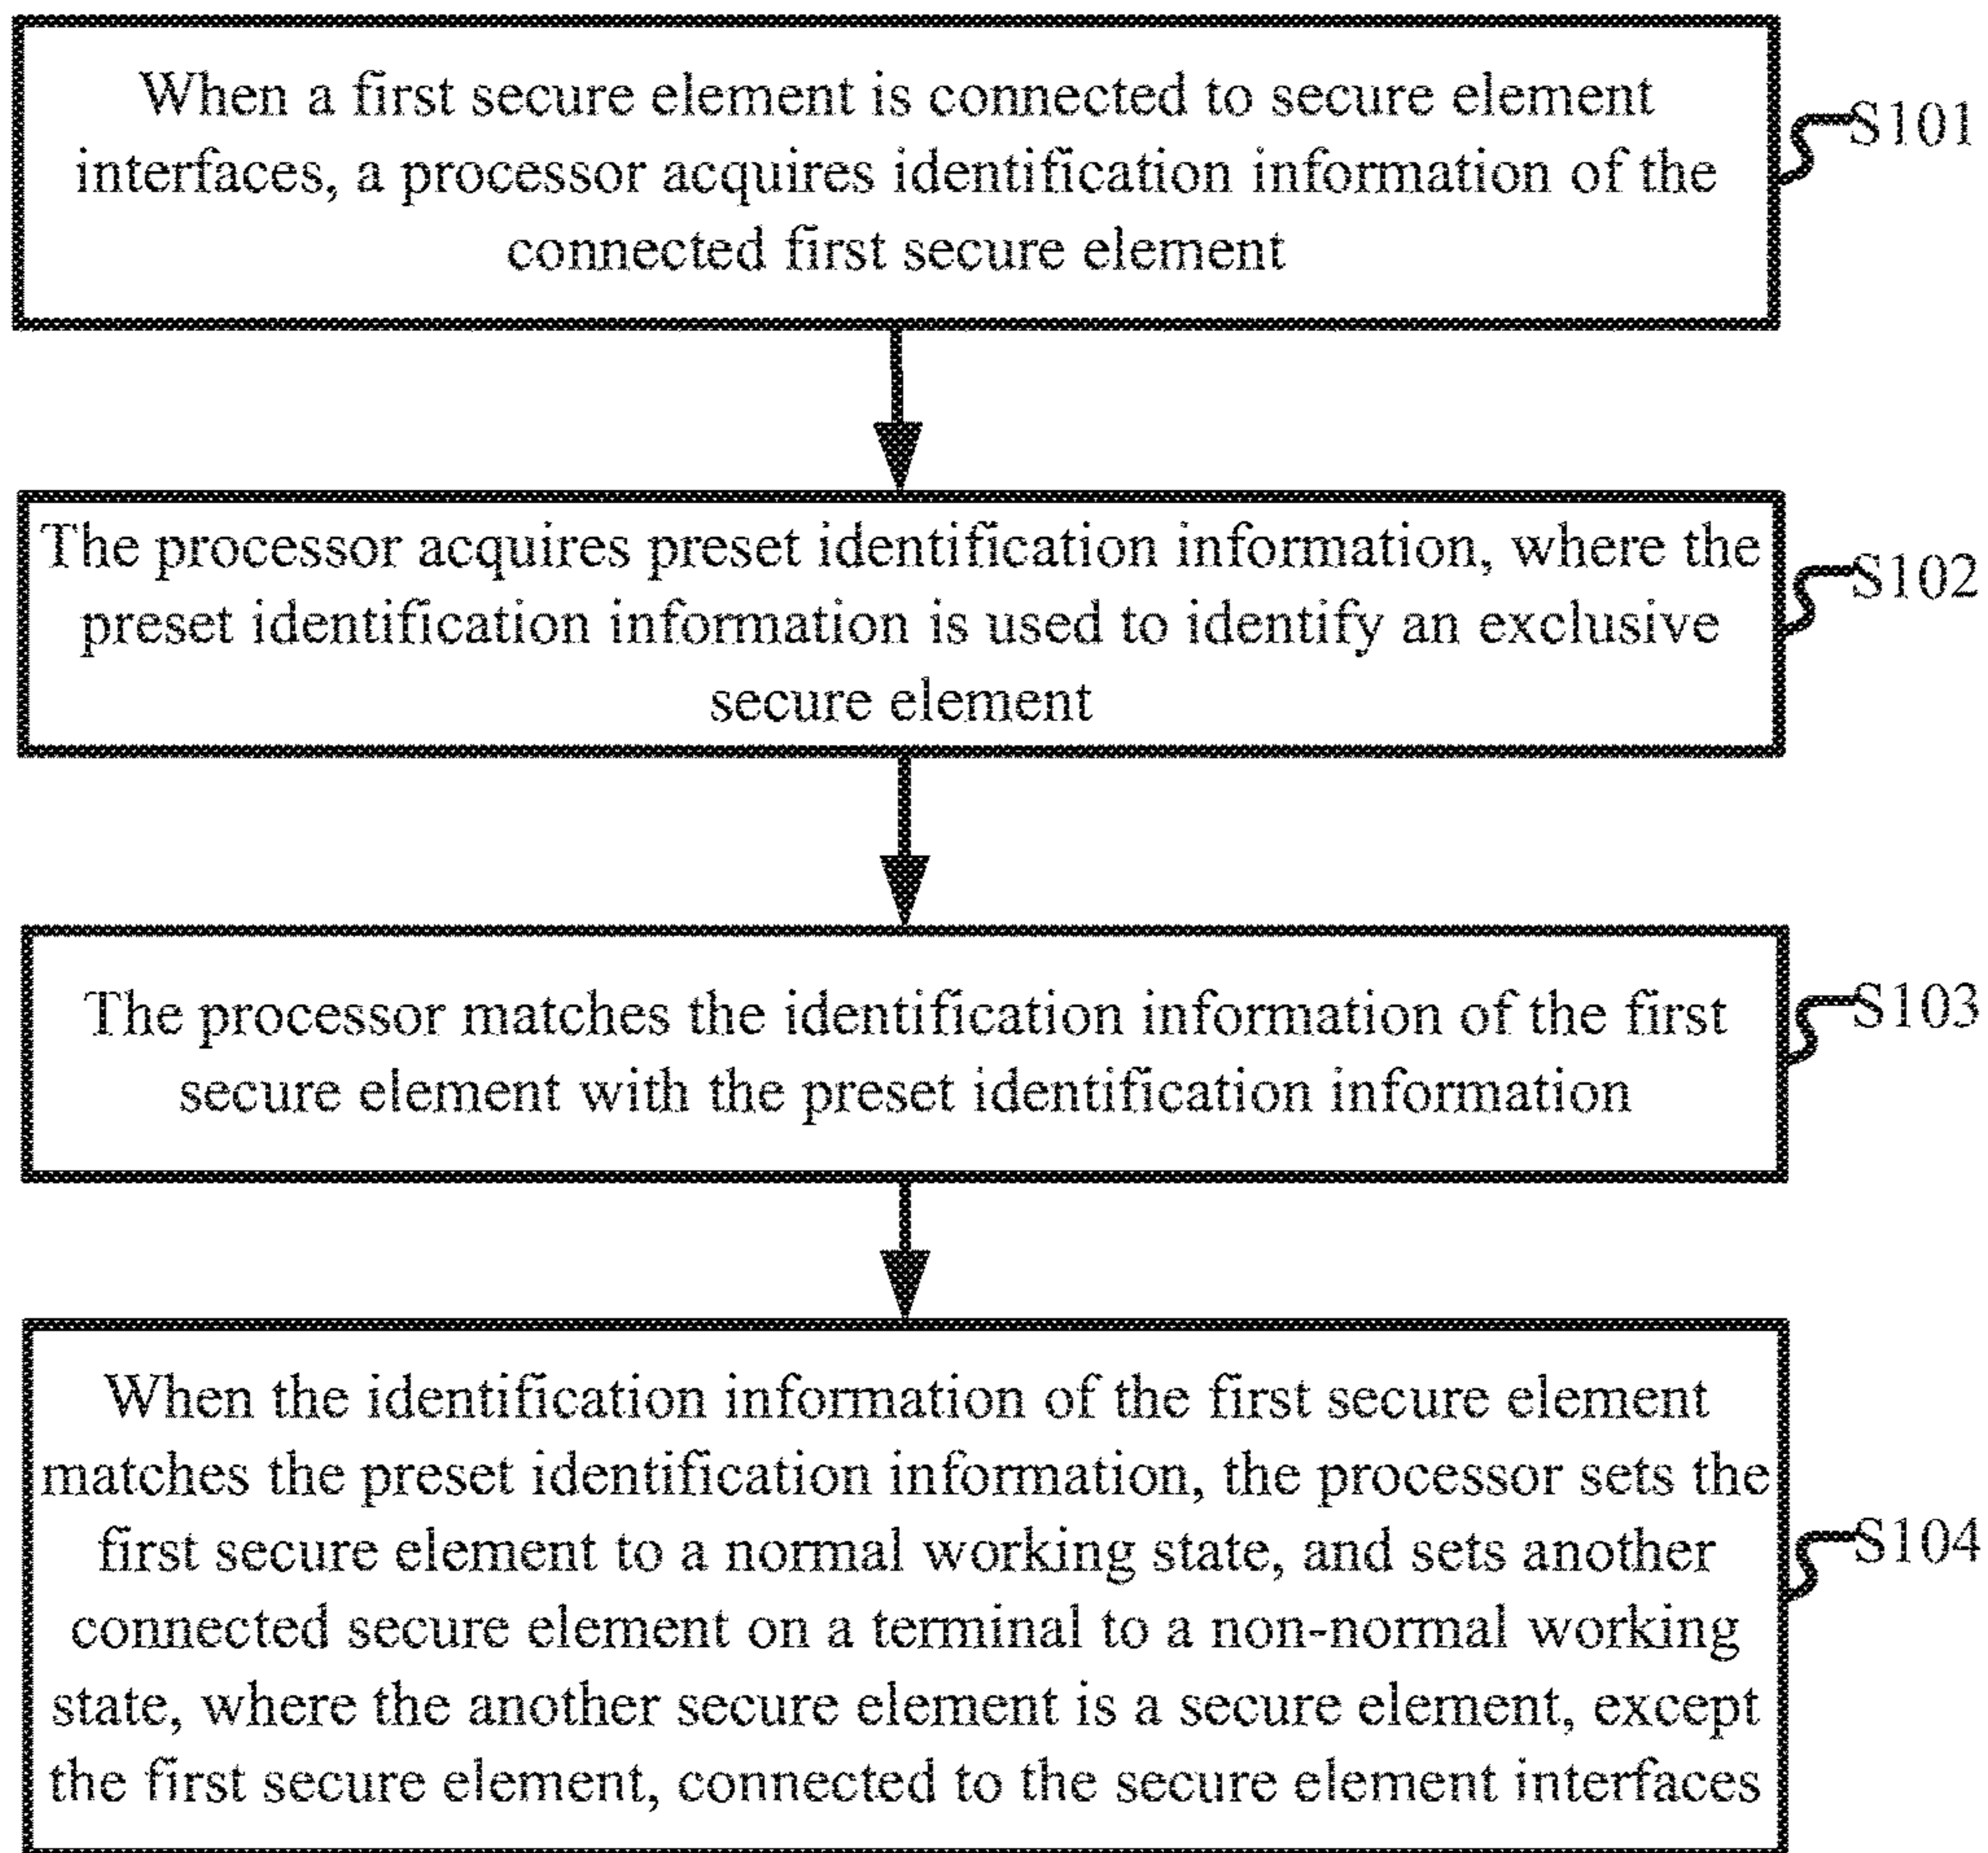 When a first secure element is connected to secure element
interfaces, a processor acquires identification information of the
connected first secure element
S101
The processor acquires preset identification information, where the
preset identification information is used to identify an exclusive
secure element
S102
The processor matches the identification information of the first
secure element with the preset identification information
S103
When the identification information of the first secure element
matches the preset identification information, the processor sets the
first secure element to a normal working state, and sets another
connected secure element on a terminal to a non-normal working
state, where the another secure element is a secure element, except
the first secure element, connected to the secure element interfaces
S104